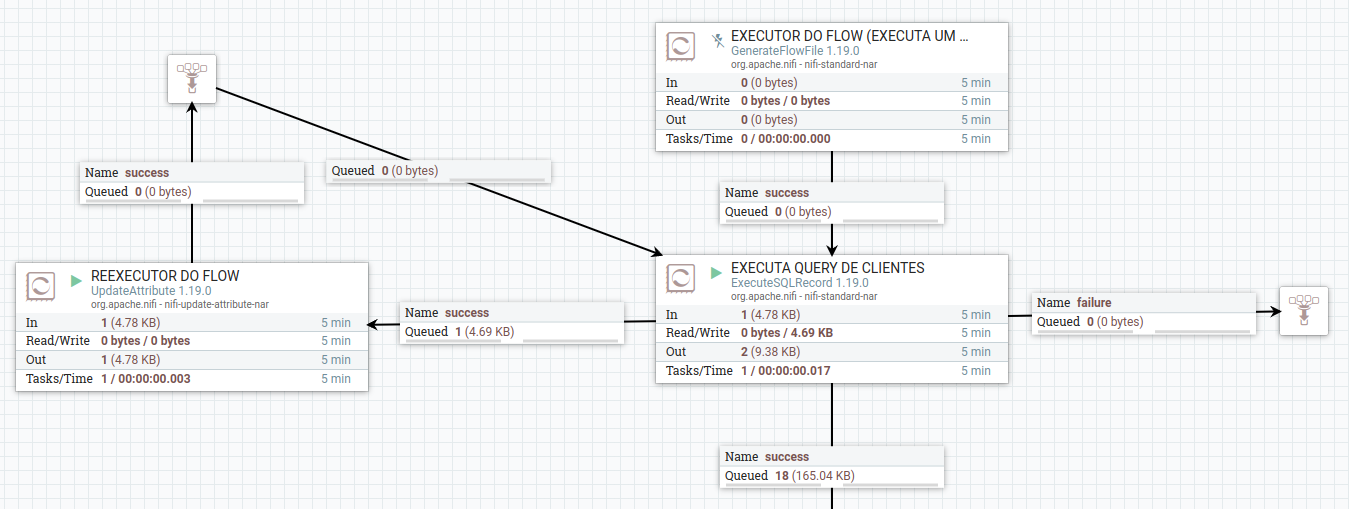 EXECUTOR DO FLOW (EXECUTA UM ...
GenerateFlowFile 1.19.0
org.apache.nifi - nifi-standard-nar
In 0 (0 bytes) 5 min
Read/Write 0 bytes / 0 bytes 5 min
Out 0 (0 bytes) 5 min
Tasks/Time 0 / 00:00:00.000 5 min
Name success
Queued 0 (0 bytes)
Queued 0 (0 bytes)
Name success
Queued 0 (0 bytes)
REEXECUTOR DO FLOW
UpdateAttribute 1.19.0
org.apache.nifi - nifi-update-attribute-nar
In 1 (4.78 KB) 5 min
Read/Write 0 bytes / 0 bytes 5 min
Out 1 (4.78 KB) 5 min
Tasks/Time 1 / 00:00:00.003 5 min
Name success
Queued 1 (4.69 KB)
EXECUTA QUERY DE CLIENTES
ExecuteSQLRecord 1.19.0
org.apache.nifi - nifi-standard-nar
In 1 (4.78 KB) 5 min
Read/Write 0 bytes / 4.69 KB 5 min
Out 2 (9.38 KB) 5 min
Tasks/Time 1 / 00:00:00.017 5 min
Name failure
Queued 0 (0 bytes)
Name success
Queued 18 (165.04 KB)